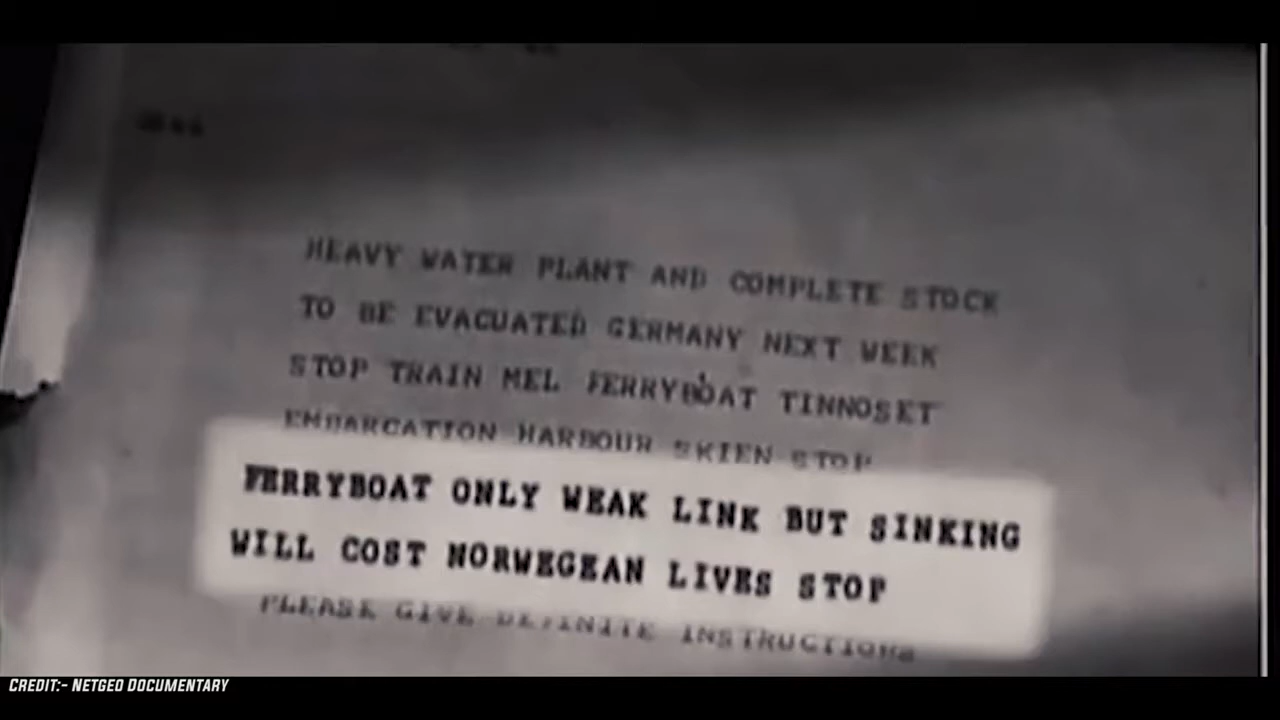 HEAVY WATER PLANT AND COMPLETE STOCK
TO BE EVACUATED GERMANY NEXT WEEK
STOP TRAIN MEL FERRYBOAT TINNOSET
EMBARCATION HARBOUR SKIEN STOP
FERRYBOAT ONLY WEAK LINK BUT SINKING
WILL COST NORWEGEAN LIVES STOP
PLEASE GIVE DEFINITE INSTRUCTIONS
CREDIT:- NETGEO DOCUMENTARY